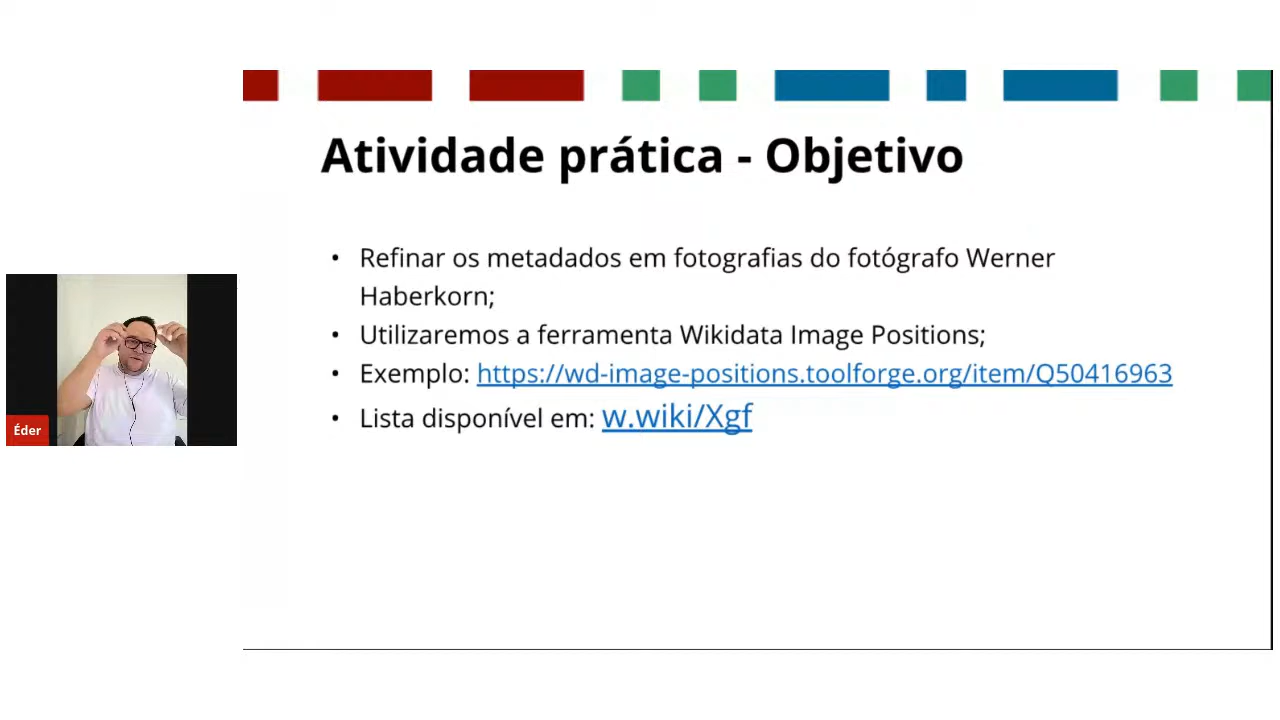 Atividade prática - Objetivo
• Refinar os metadados em fotografias do fotógrafo Werner
Haberkorn;
• Utilizaremos a ferramenta Wikidata Image Positions;
• Exemplo: https://wd-image-positions.toolforge.org/item/Q50416963
• Lista disponível em: w.wiki/Xgf
Éder